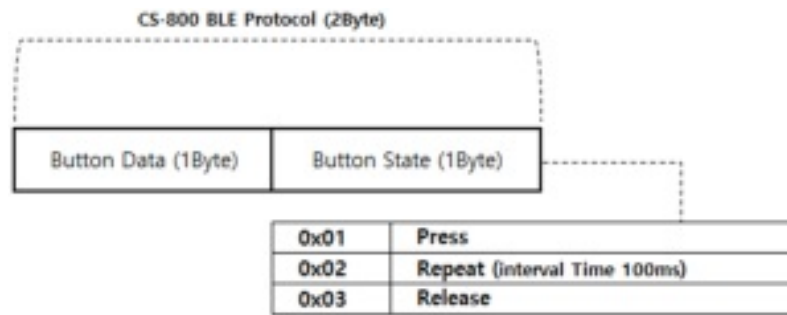 CS-800 BLE Protocol (2Byte)
Button Data (1Byte) Button State (1Byte)
0x01 Press
0x02 Repeat (interval Time 100ms)
0x03 Release